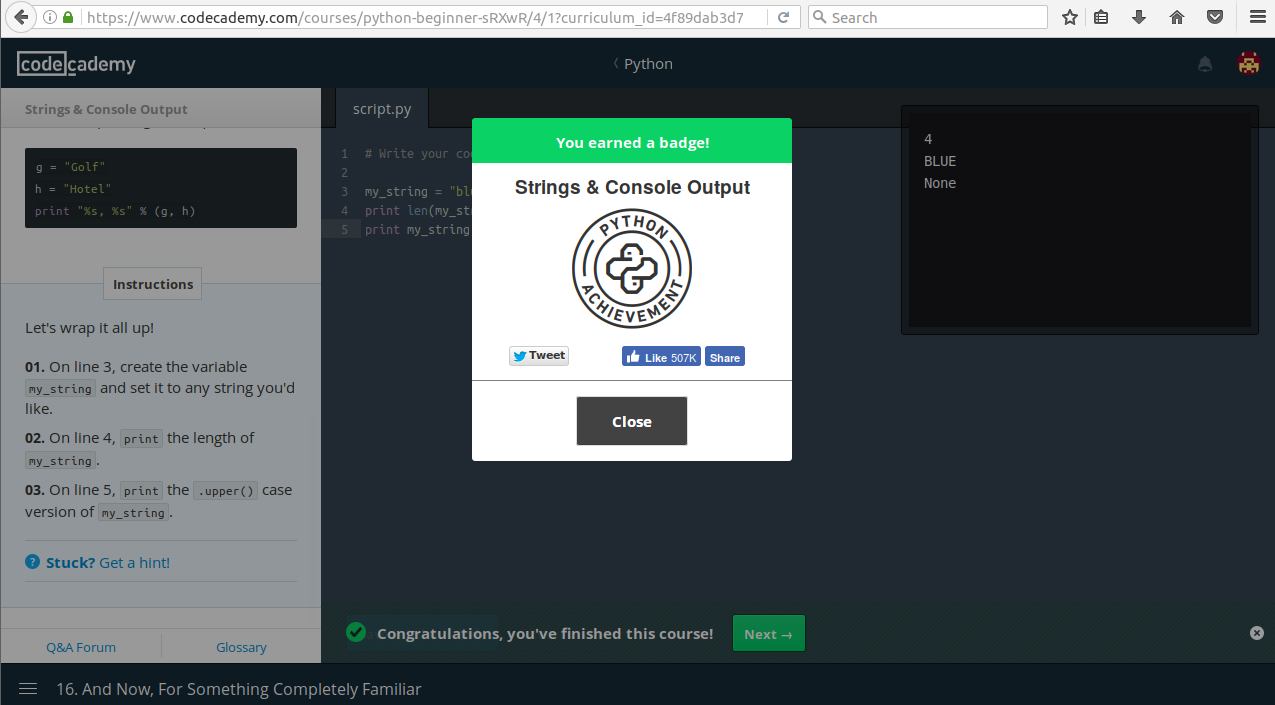 https://www.codecademy.com/courses/python-beginner-sRXwR/4/1?curriculum_id=4f89dab3d7
Search
codecademy
Python
Strings & Console Output
g = "Golf"
h = "Hotel"
print "%s, %s" % (g, h)
Instructions
Let's wrap it all up!
01. On line 3, create the variable
my_string and set it to any string you'd
like.
02. On line 4, print the length of
my_string.
03. On line 5, print the .upper() case
version of my_string.
? Stuck? Get a hint!
Q&A Forum
Glossary
script.py
1 # Write your
2
3 my_string =
4 print len(
5 print my_string
You earned a badge!
Strings & Console Output
PYTHON
ACHIEVEMENT
Tweet
Like 507K
Share
Close
4
BLUE
None
Congratulations, you've finished this course!
Next →
16. And Now, For Something Completely Familiar